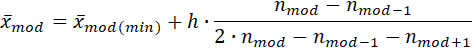 x̄_mod = x̄_mod(min) + h · (n_mod − n_mod−1) / (2 · n_mod − n_mod−1 − n_mod+1)